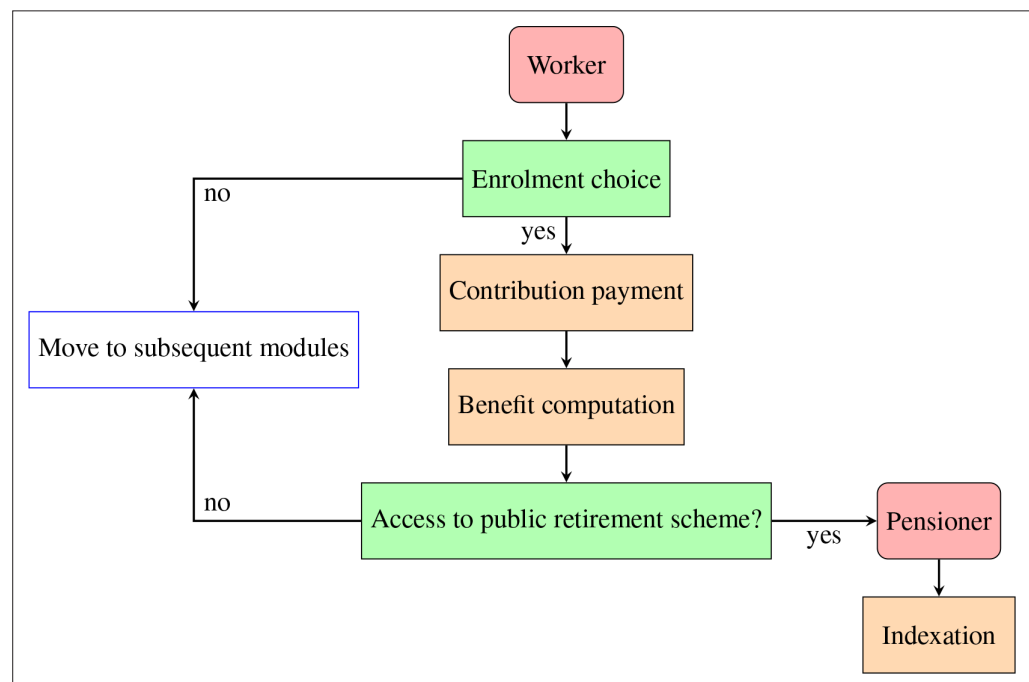 Worker
Enrolment choice
no
yes
Contribution payment
Move to subsequent modules
Benefit computation
no
Access to public retirement scheme?
yes
Pensioner
Indexation